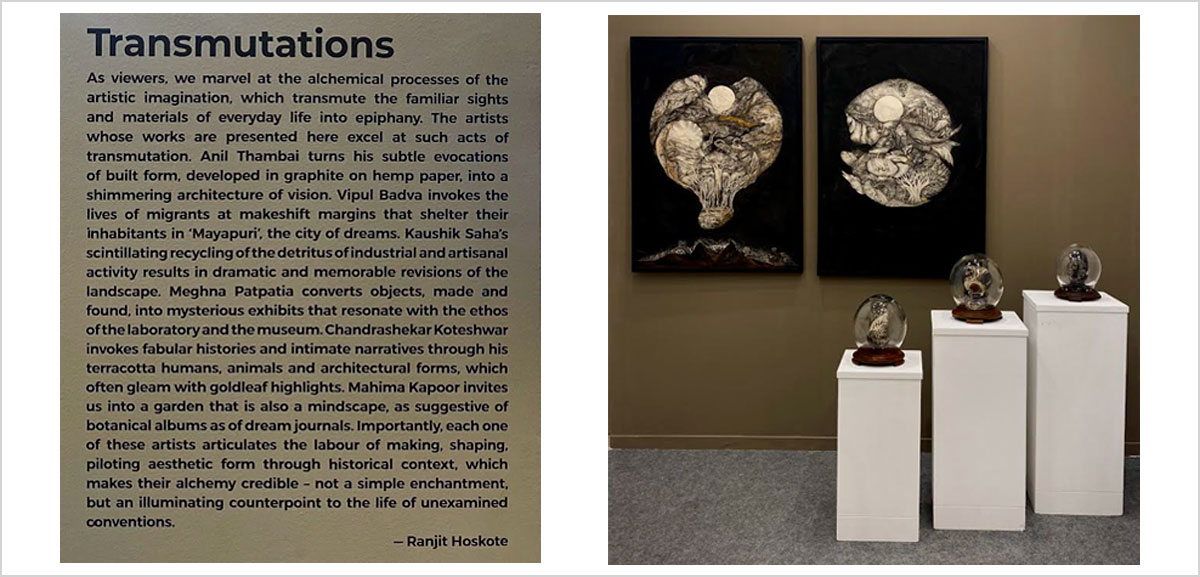 Transmutations
As viewers, we marvel at the alchemical processes of the
artistic imagination, which transmute the familiar sights
and materials of everyday life into epiphany. The artists
whose works are presented here excel at such acts of
transmutation. Anil Thambai turns his subtle evocations
of built form, developed in graphite on hemp paper, into a
shimmering architecture of vision. Vipul Badva invokes the
lives of migrants at makeshift margins that shelter their
inhabitants in ‘Mayapuri’, the city of dreams. Kaushik Saha’s
scintillating recycling of the detritus of industrial and artisanal
activity results in dramatic and memorable revisions of the
landscape. Meghna Patpatia converts objects, made and
found, into mysterious exhibits that resonate with the ethos
of the laboratory and the museum. Chandrashekar Koteshwar
invokes fabular histories and intimate narratives through his
terracotta humans, animals and architectural forms, which
often gleam with goldleaf highlights. Mahima Kapoor invites
us into a garden that is also a mindscape, as suggestive of
botanical albums as of dream journals. Importantly, each one
of these artists articulates the labour of making, shaping,
piloting aesthetic form through historical context, which
makes their alchemy credible – not a simple enchantment,
but an illuminating counterpoint to the life of unexamined
conventions.
— Ranjit Hoskote